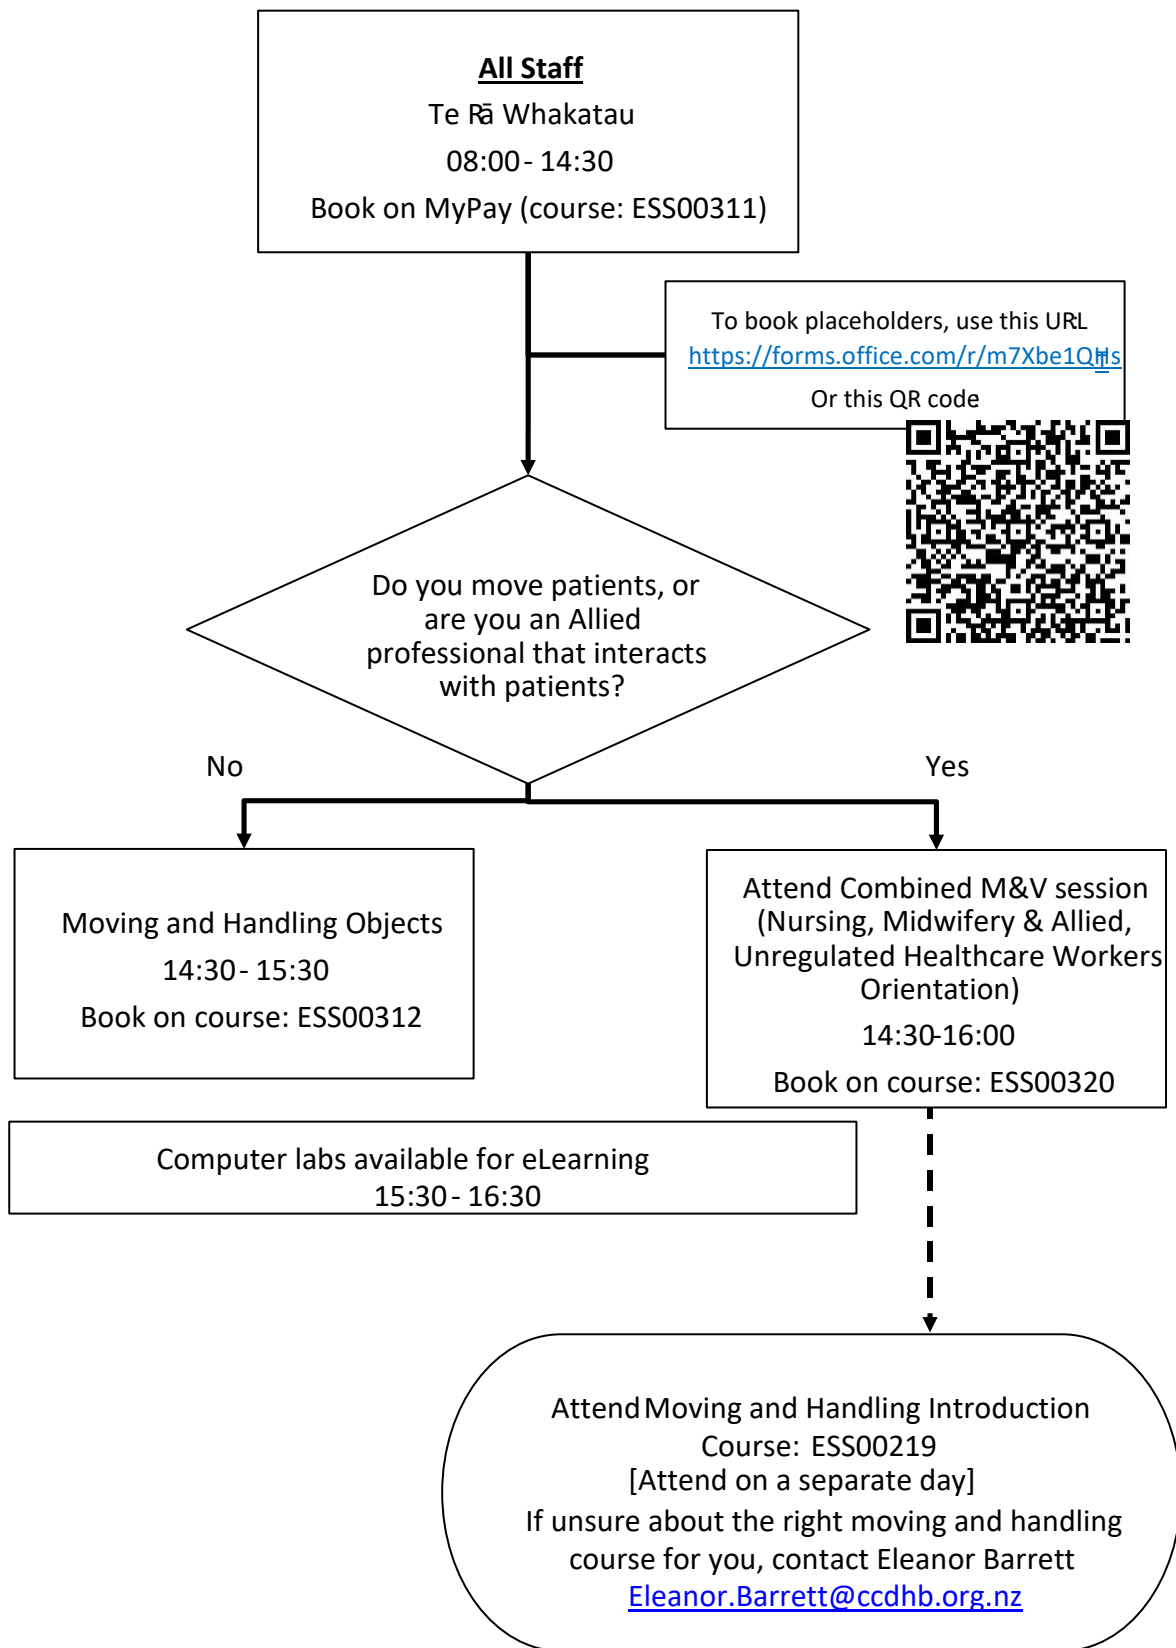 All Staff
Te Rā Whakatau
08:00 - 14:30
Book on MyPay (course: ESS00311)
To book placeholders, use this URL:
Or this QR code
Do you move patients, or
are you an Allied
professional that interacts
with patients?
No
Yes
Moving and Handling Objects
14:30 - 15:30
Book on course: ESS00312
Attend Combined M&V session
(Nursing, Midwifery & Allied,
Unregulated Healthcare Workers
Orientation)
14:30-16:00
Book on course: ESS00320
Computer labs available for eLearning
15:30 - 16:30
Attend Moving and Handling Introduction
Course: ESS00219
[Attend on a separate day]
If unsure about the right moving and handling
course for you, contact Eleanor Barrett
Eleanor.Barrett@ccdhb.org.nz